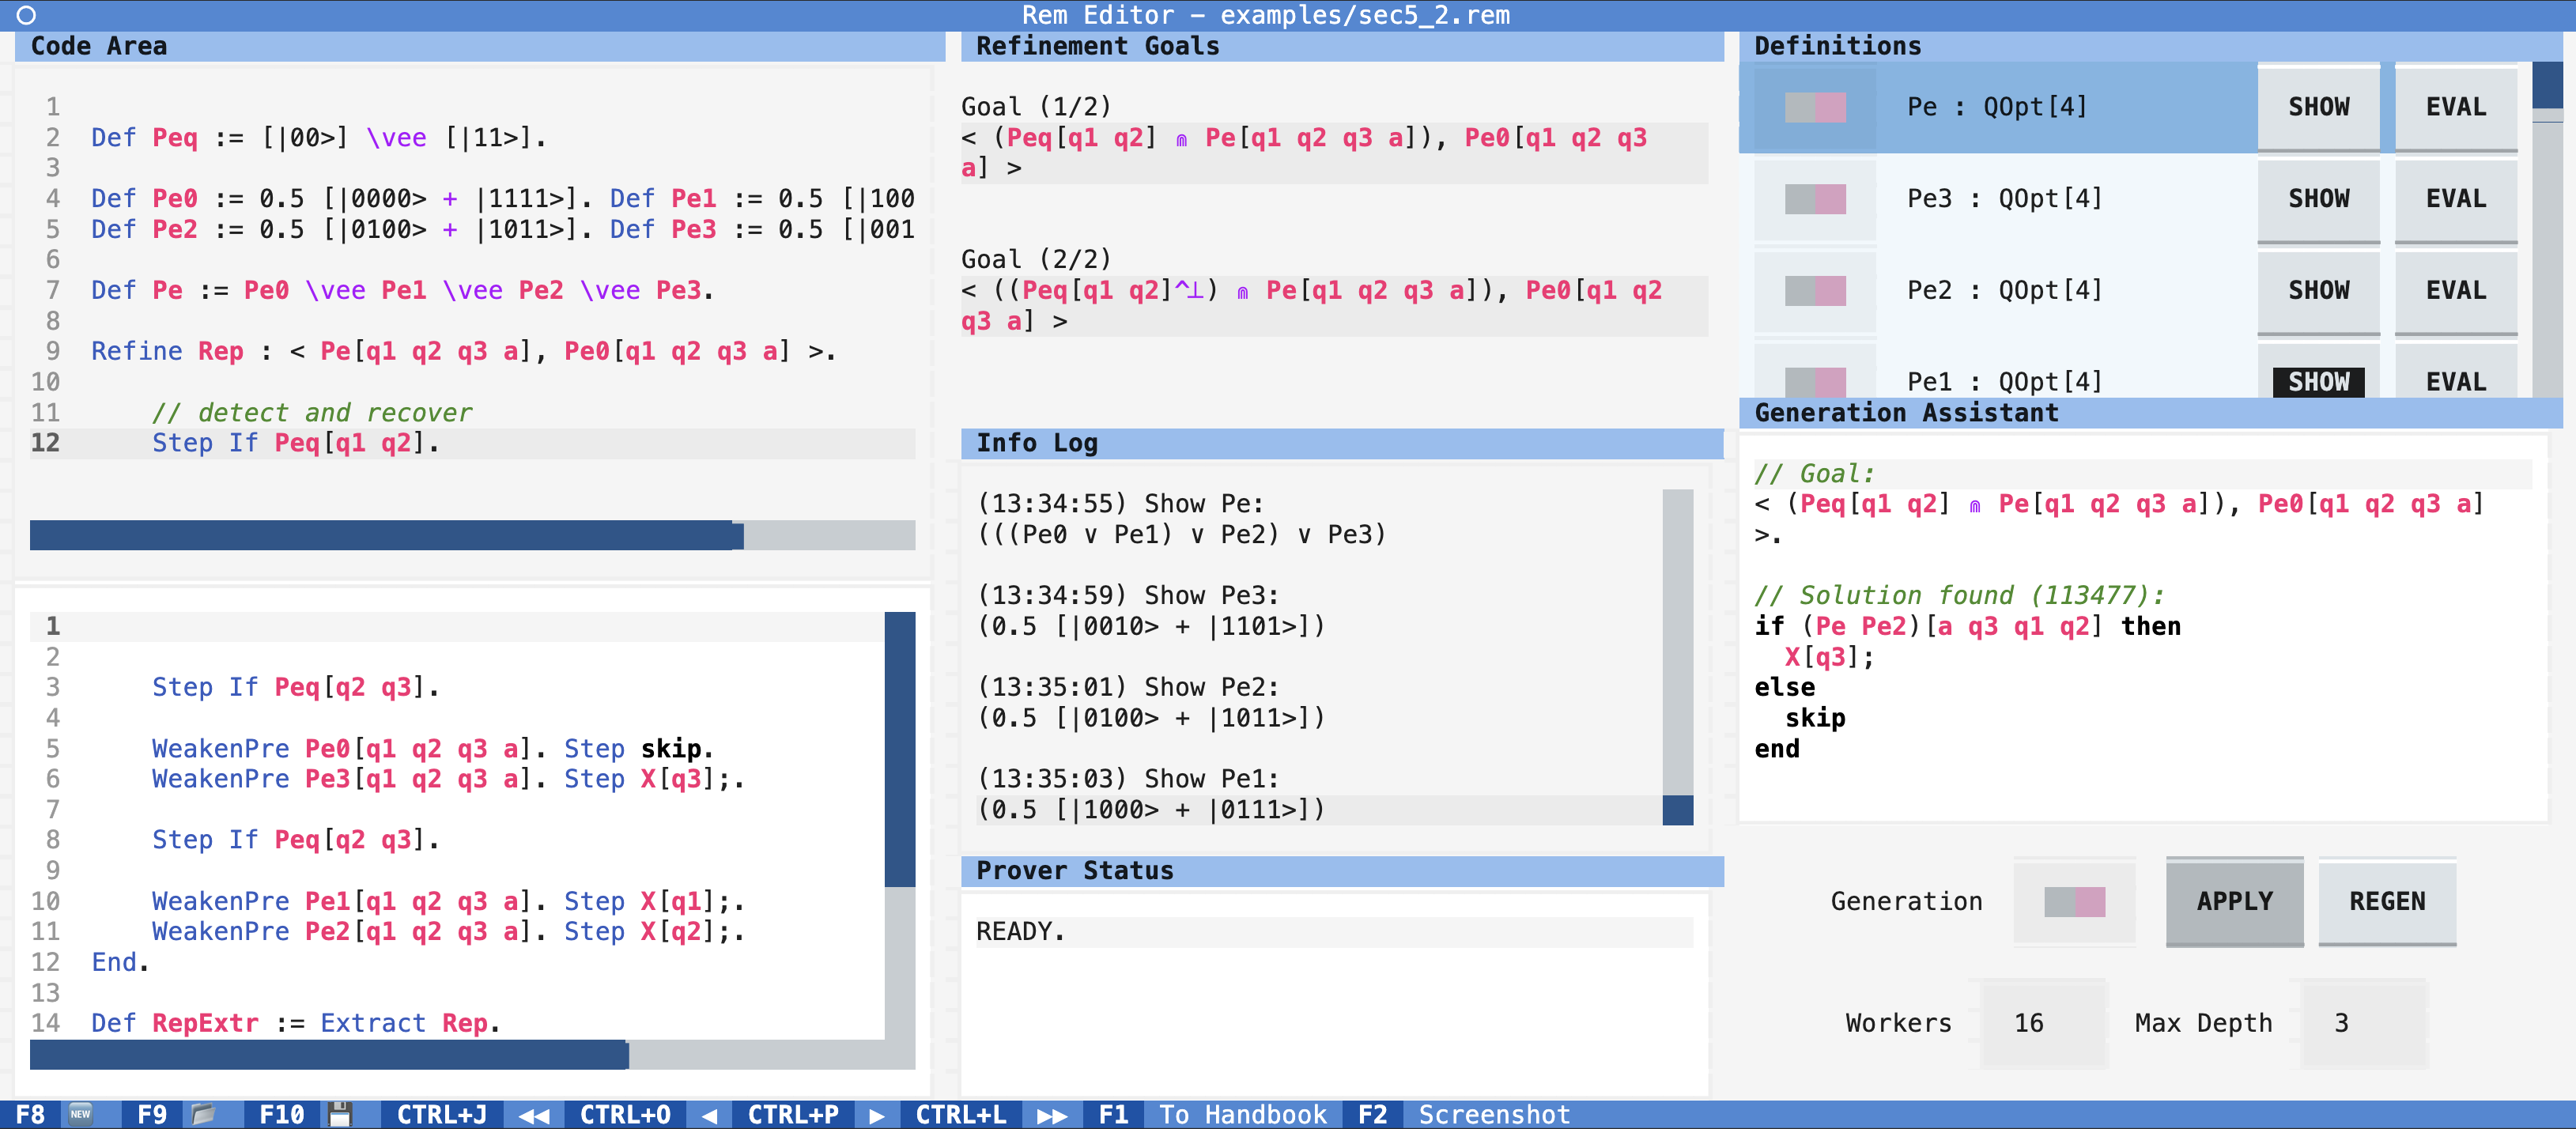 Rem Editor – examples/sec5_2.rem
Code Area
1
2 Def Peq := [|00>] \vee [|11>].
3
4 Def Pe0 := 0.5 [|0000> + |1111>]. Def Pe1 := 0.5 [|100
5 Def Pe2 := 0.5 [|0100> + |1011>]. Def Pe3 := 0.5 [|001
6
7 Def Pe := Pe0 \vee Pe1 \vee Pe2 \vee Pe3.
8
9 Refine Rep : < Pe[q1 q2 q3 a], Pe0[q1 q2 q3 a] >.
10
11 // detect and recover
12 Step If Peq[q1 q2].
1
2
3 Step If Peq[q2 q3].
4
5 WeakenPre Pe0[q1 q2 q3 a]. Step skip.
6 WeakenPre Pe3[q1 q2 q3 a]. Step X[q3];.
7
8 Step If Peq[q2 q3].
9
10 WeakenPre Pe1[q1 q2 q3 a]. Step X[q1];.
11 WeakenPre Pe2[q1 q2 q3 a]. Step X[q2];.
12 End.
13
14 Def RepExtr := Extract Rep.
Refinement Goals
Goal (1/2)
< (Peq[q1 q2] ⋒ Pe[q1 q2 q3 a]), Pe0[q1 q2 q3
a] >
Goal (2/2)
< ((Peq[q1 q2]^⊥) ⋒ Pe[q1 q2 q3 a]), Pe0[q1 q2
q3 a] >
Info Log
(13:34:55) Show Pe:
(((Pe0 ∨ Pe1) ∨ Pe2) ∨ Pe3)
(13:34:59) Show Pe3:
(0.5 [|0010> + |1101>])
(13:35:01) Show Pe2:
(0.5 [|0100> + |1011>])
(13:35:03) Show Pe1:
(0.5 [|1000> + |0111>])
Prover Status
READY.
Definitions
Pe : QOpt[4] SHOW EVAL
Pe3 : QOpt[4] SHOW EVAL
Pe2 : QOpt[4] SHOW EVAL
Pe1 : QOpt[4] SHOW EVAL
Generation Assistant
// Goal:
< (Peq[q1 q2] ⋒ Pe[q1 q2 q3 a]), Pe0[q1 q2 q3 a]
>.
// Solution found (113477):
if (Pe Pe2)[a q3 q1 q2] then
X[q3];
else
skip
end
Generation APPLY REGEN
Workers 16 Max Depth 3
F8 NEW F9 F10 CTRL+J ◀◀ CTRL+O ◀ CTRL+P ▶ CTRL+L ▶▶ F1 To Handbook F2 Screenshot